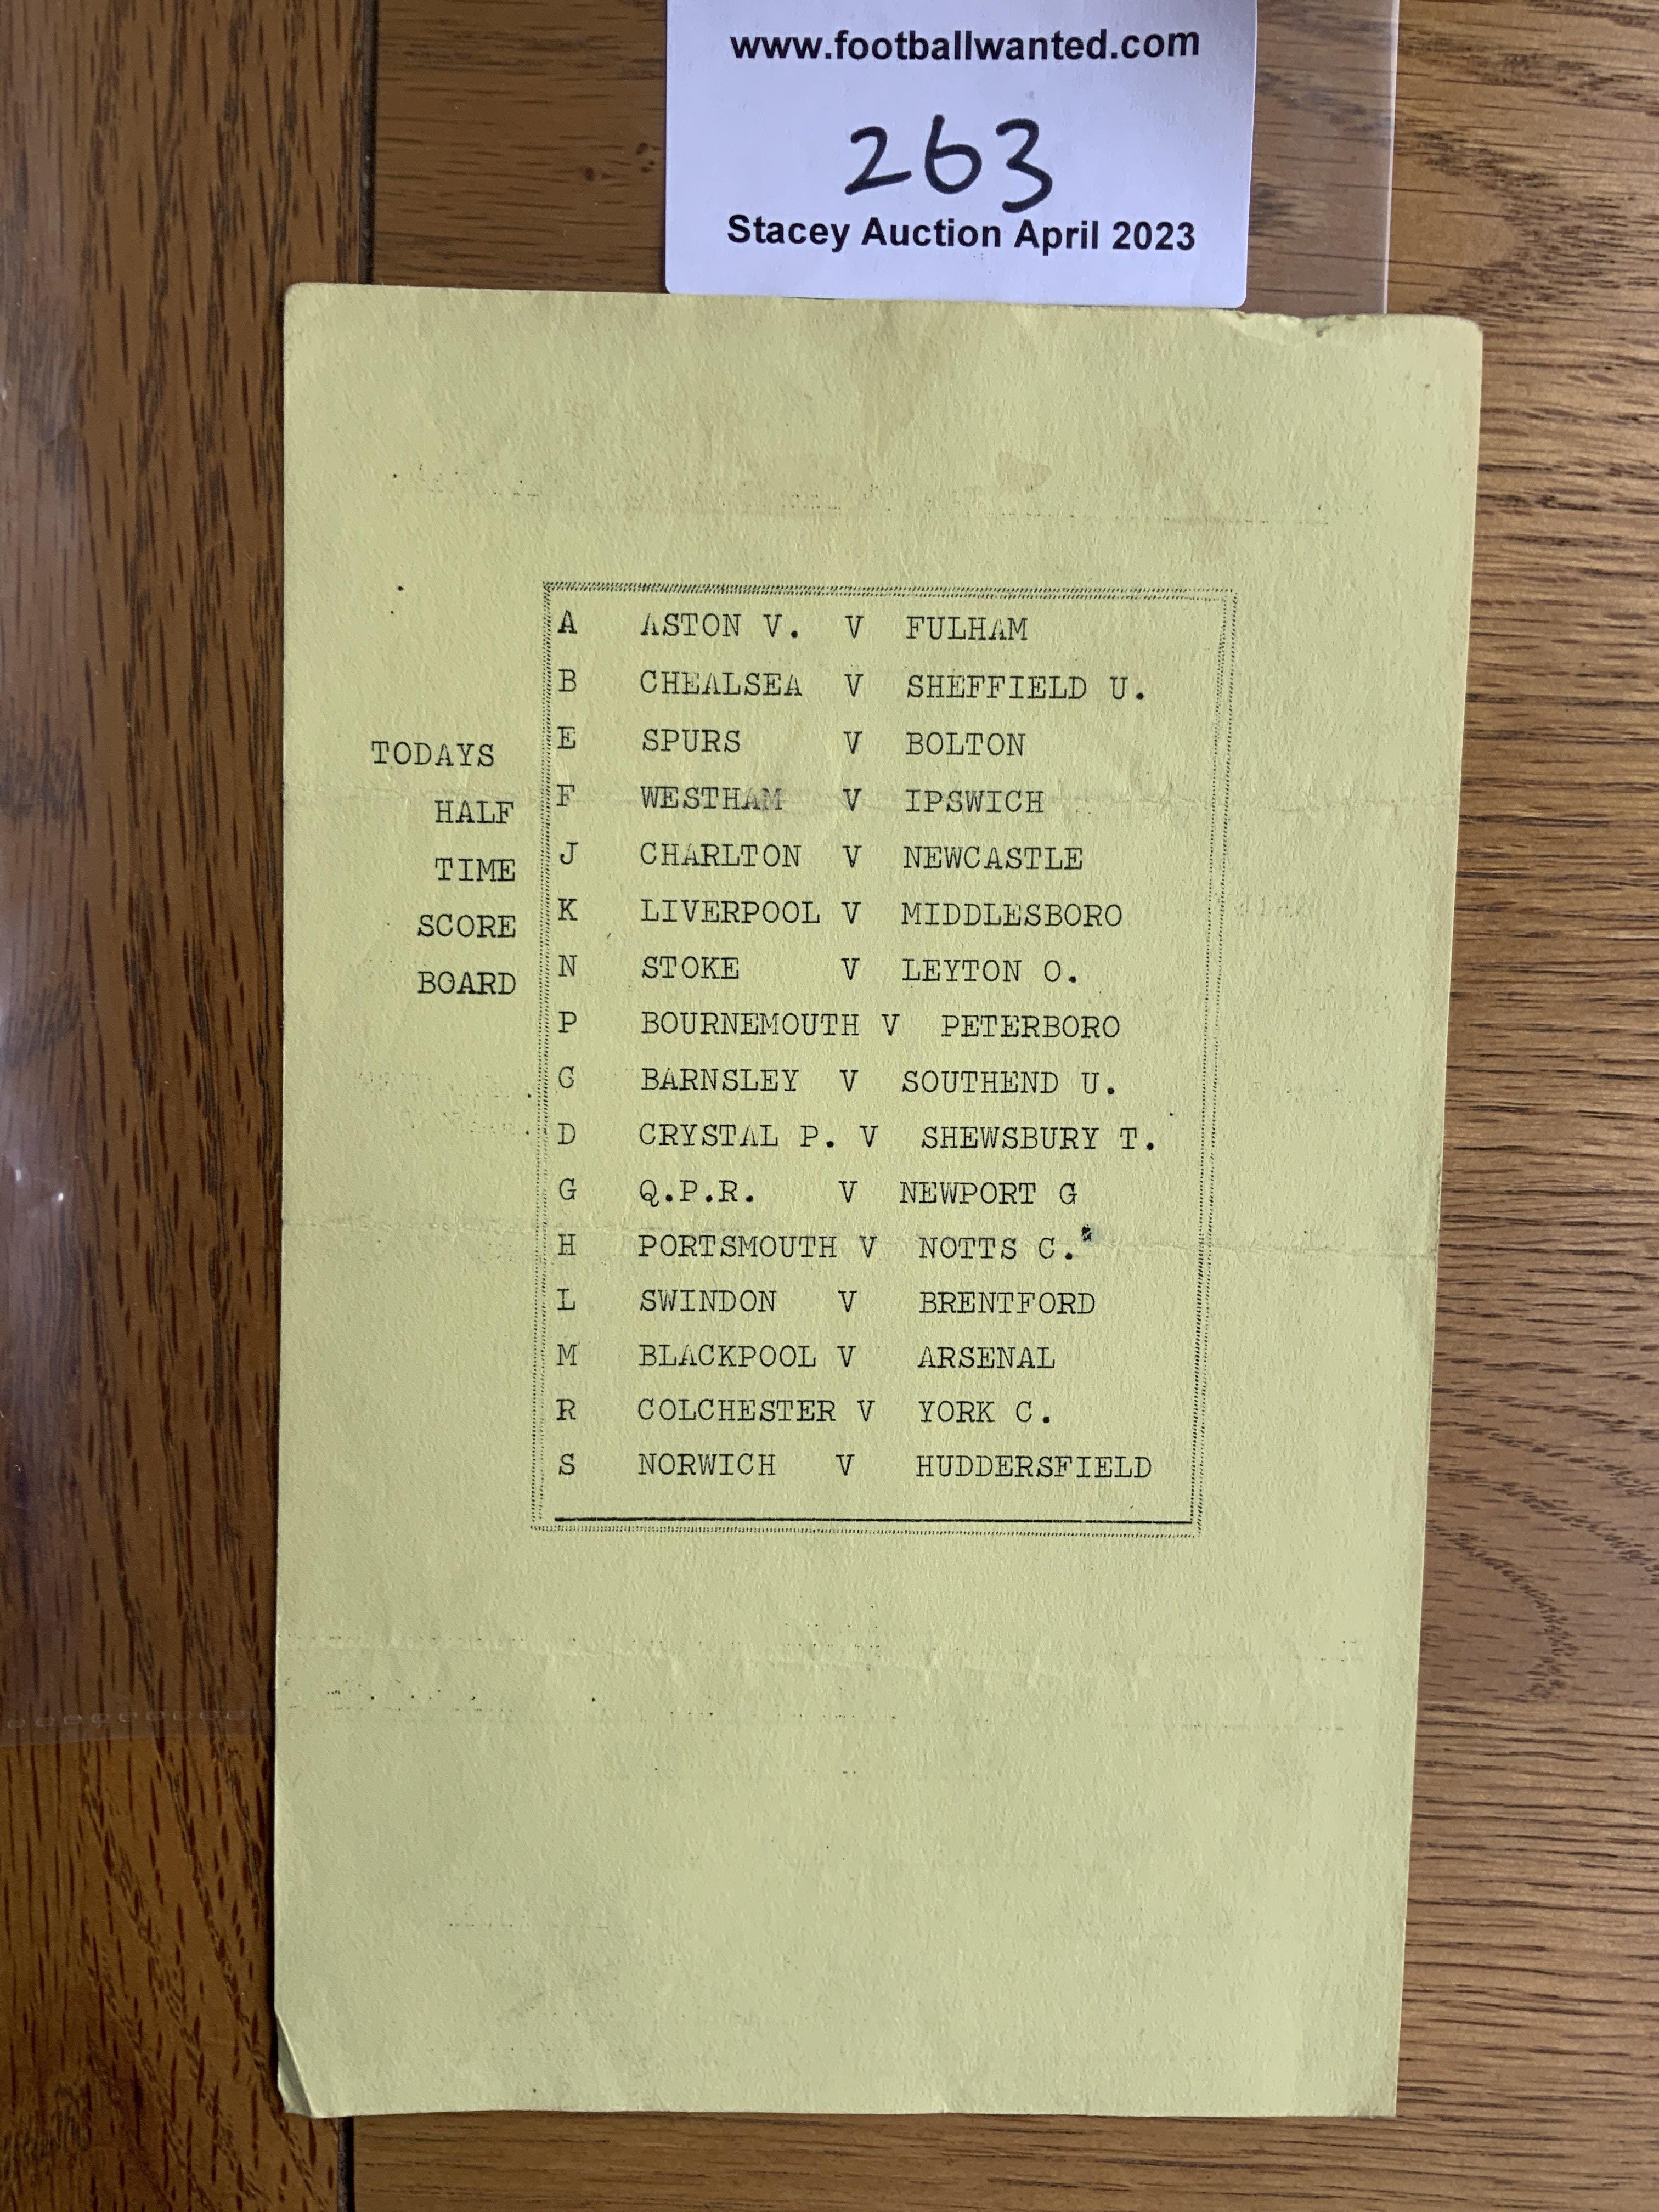 www.footballwanted.com
263
Stacey Auction April 2023
TODAYS
HALF
TIME
SCORE
BOARD
A ASTON V. V FULHAM
B CHEALSEA V SHEFFIELD U.
E SPURS V BOLTON
F WESTHAM V IPSWICH
J CHARLTON V NEWCASTLE
K LIVERPOOL V MIDDLESBORO
N STOKE V LEYTON O.
P BOURNEMOUTH V PETERBORO
C BARNSLEY V SOUTHEND U.
D CRYSTAL P. V SHEWSBURY T.
G Q.P.R. V NEWPORT G
H PORTSMOUTH V NOTTS C.
L SWINDON V BRENTFORD
M BLACKPOOL V ARSENAL
R COLCHESTER V YORK C.
S NORWICH V HUDDERSFIELD